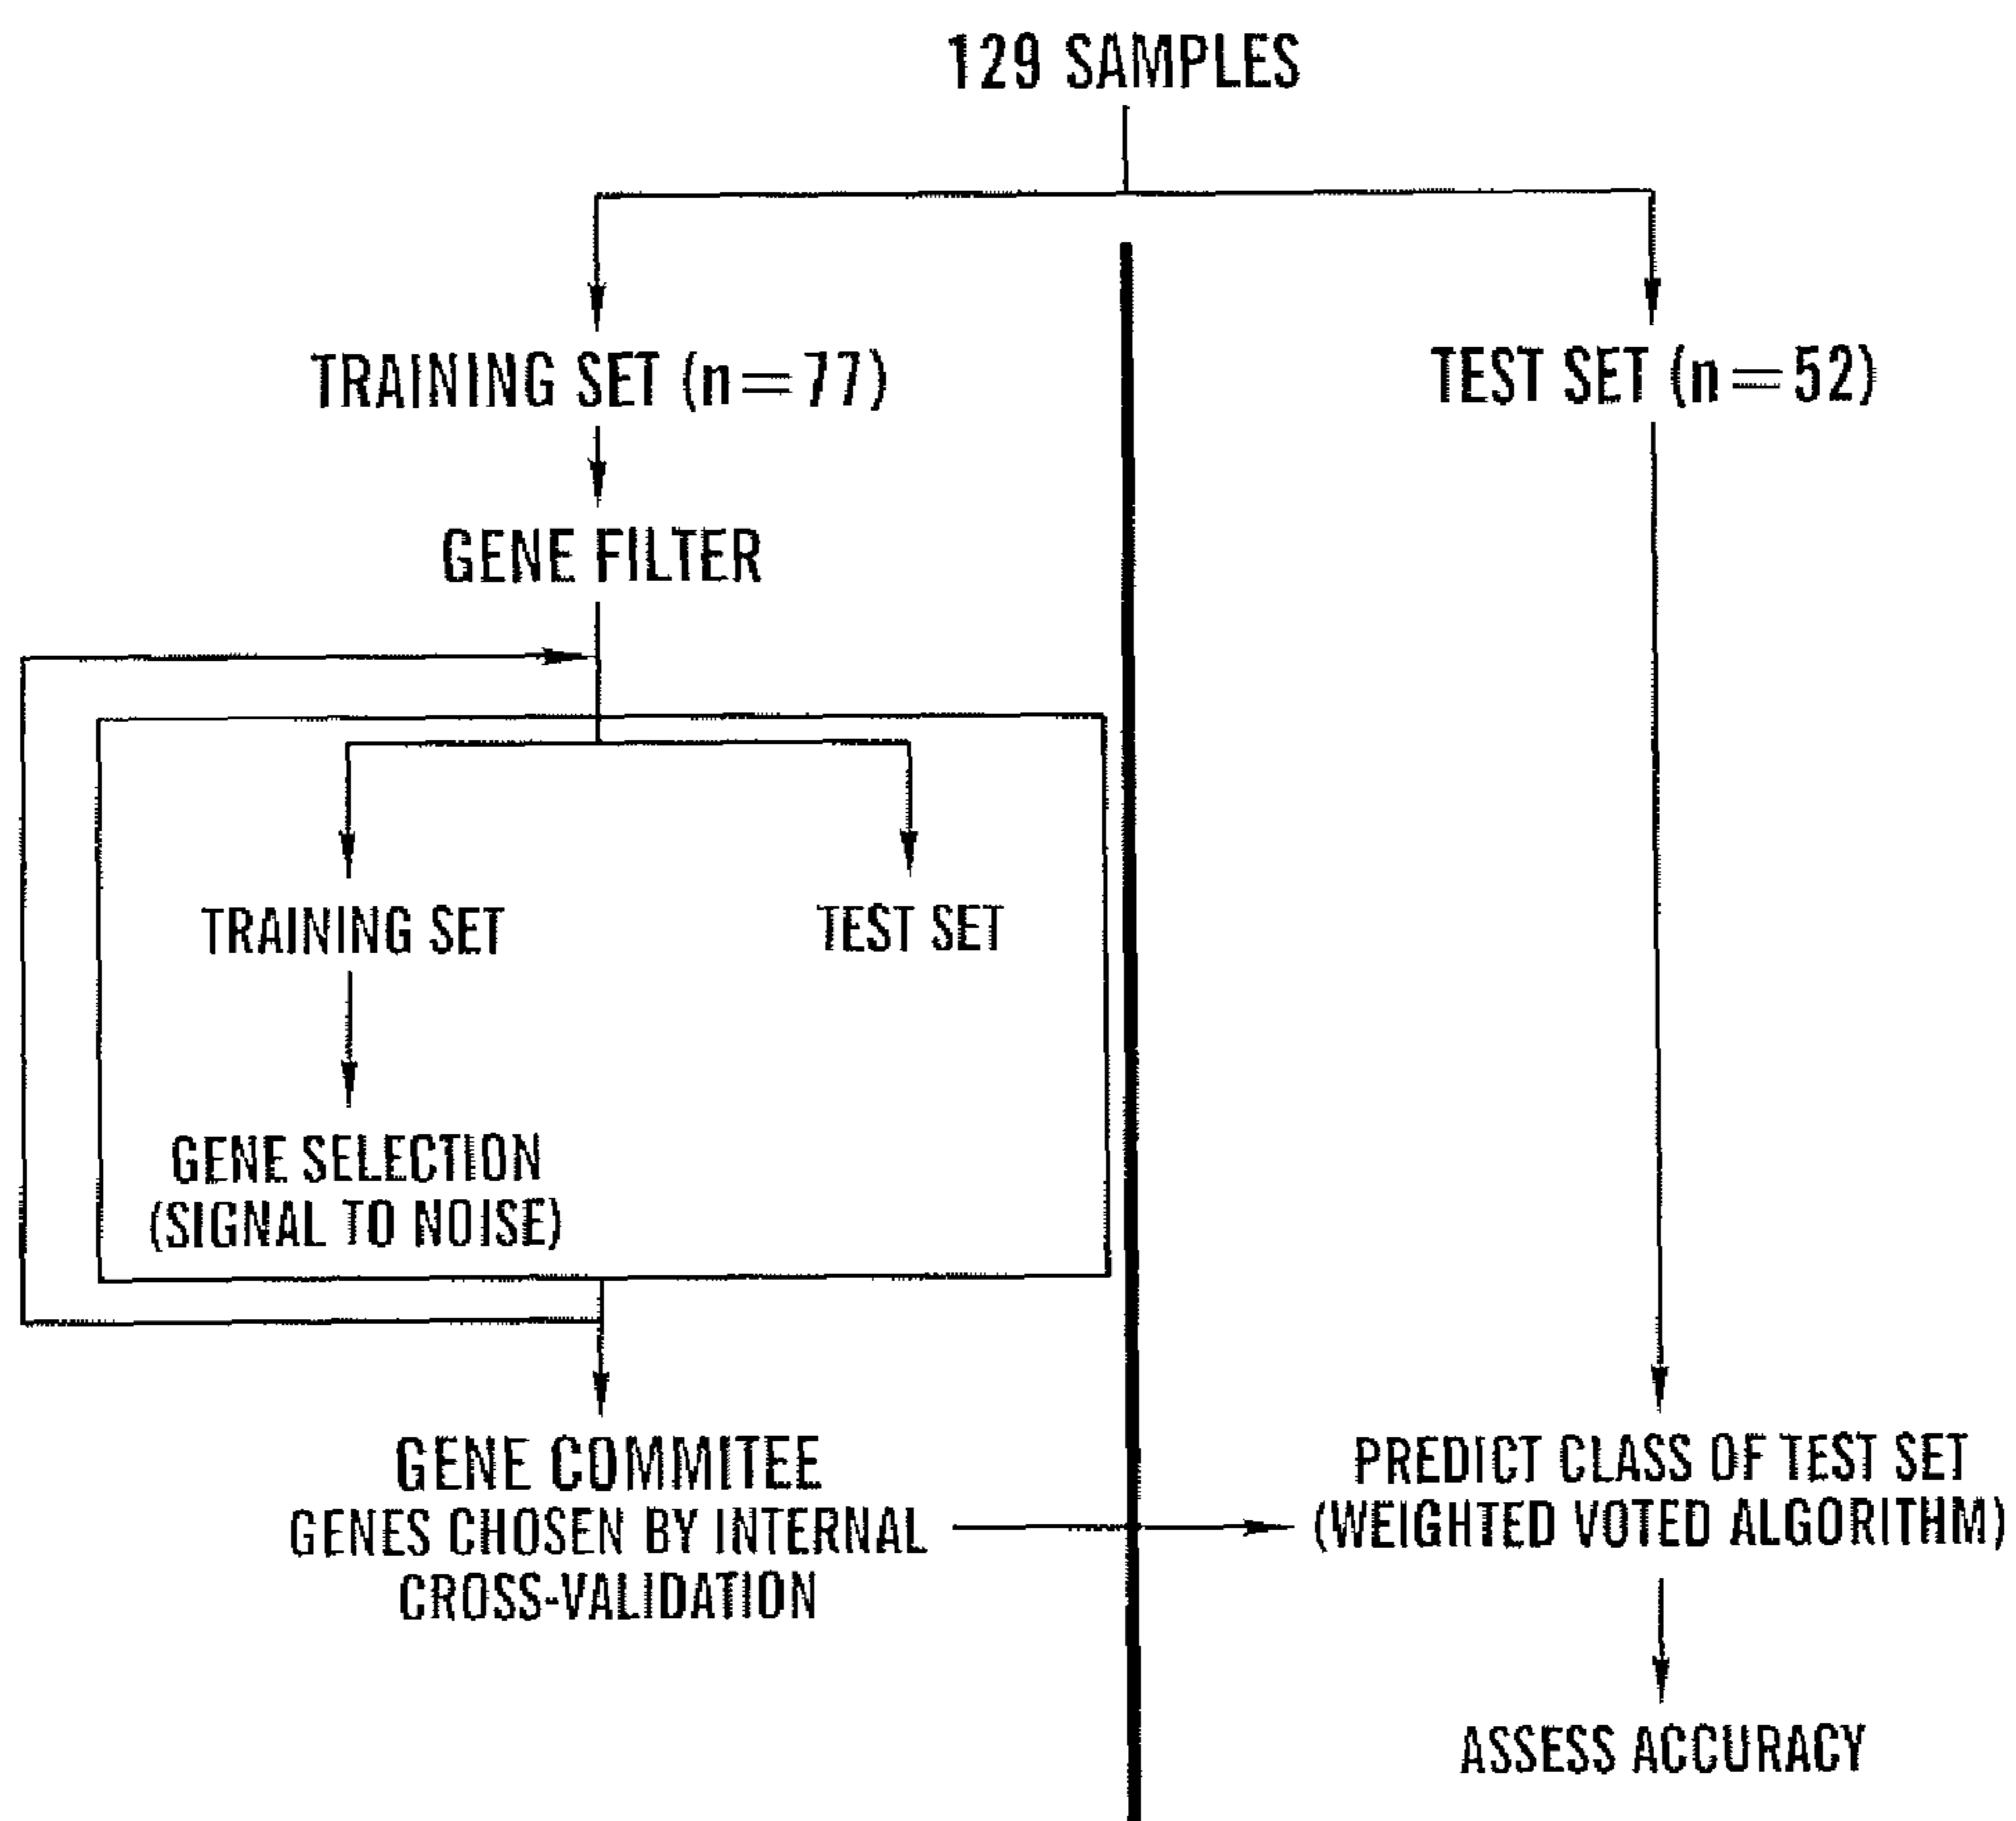 129 SAMPLES
TRAINING SET (n=77)
TEST SET (n=52)
GENE FILTER
TRAINING SET
TEST SET
GENE SELECTION
(SIGNAL TO NOISE)
GENE COMMITEE
GENES CHOSEN BY INTERNAL
CROSS-VALIDATION
PREDICT CLASS OF TEST SET
(WEIGHTED VOTED ALGORITHM)
ASSESS ACCURACY